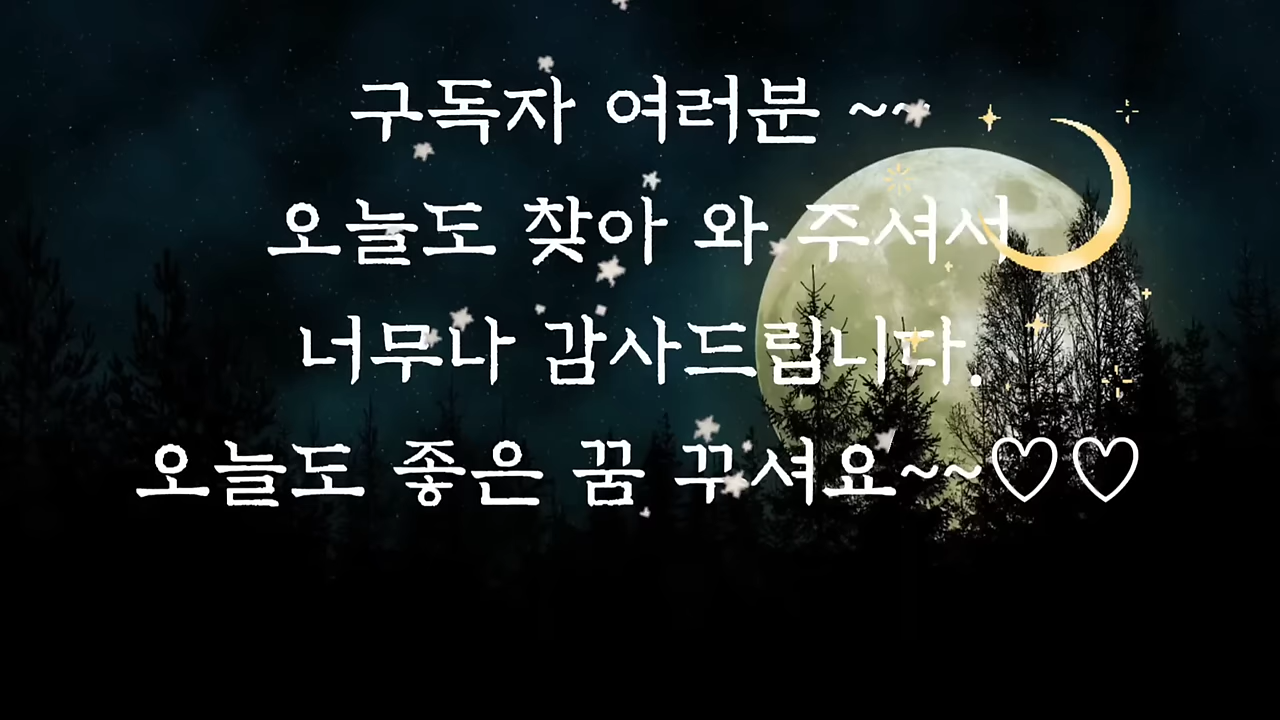 구독자 여러분 ~~
오늘도 찾아 와 주셔서
너무나 감사드립니다.
오늘도 좋은 꿈 꾸셔요~~♡♡